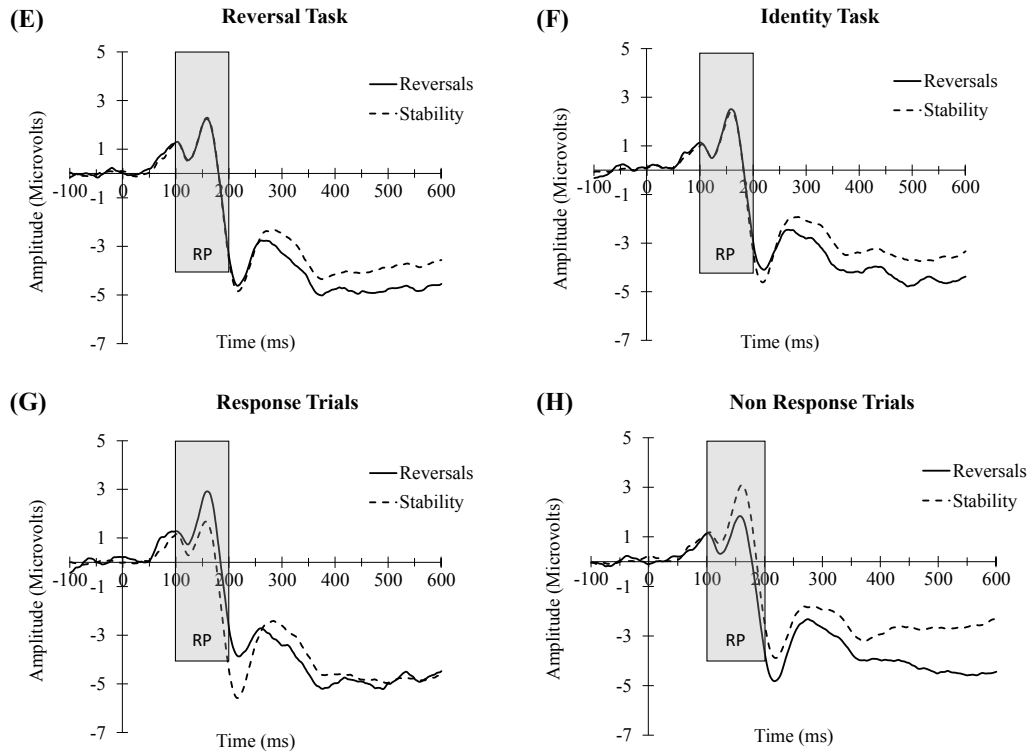 (E) Reversal Task
5
3
1
-1
-3
-5
-7
-100 0 100 200 300 400 500 600
Amplitude (Microvolts)
Time (ms)
RP
Reversals
Stability
(F) Identity Task
5
3
1
-1
-3
-5
-7
-100 0 100 200 300 400 500 600
Amplitude (Microvolts)
Time (ms)
RP
Reversals
Stability
(G) Response Trials
5
3
1
-1
-3
-5
-7
-100 0 100 200 300 400 500 600
Amplitude (Microvolts)
Time (ms)
RP
Reversals
Stability
(H) Non Response Trials
5
3
1
-1
-3
-5
-7
-100 0 100 200 300 400 500 600
Amplitude (Microvolts)
Time (ms)
RP
Reversals
Stability